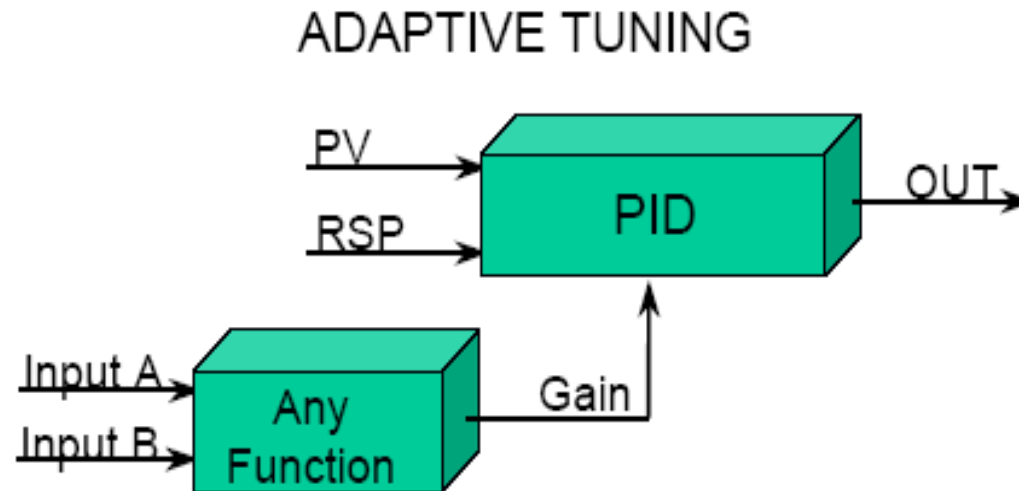 ADAPTIVE TUNING
PV
RSP
PID
OUT
Input A
Input B
Any
Function
Gain